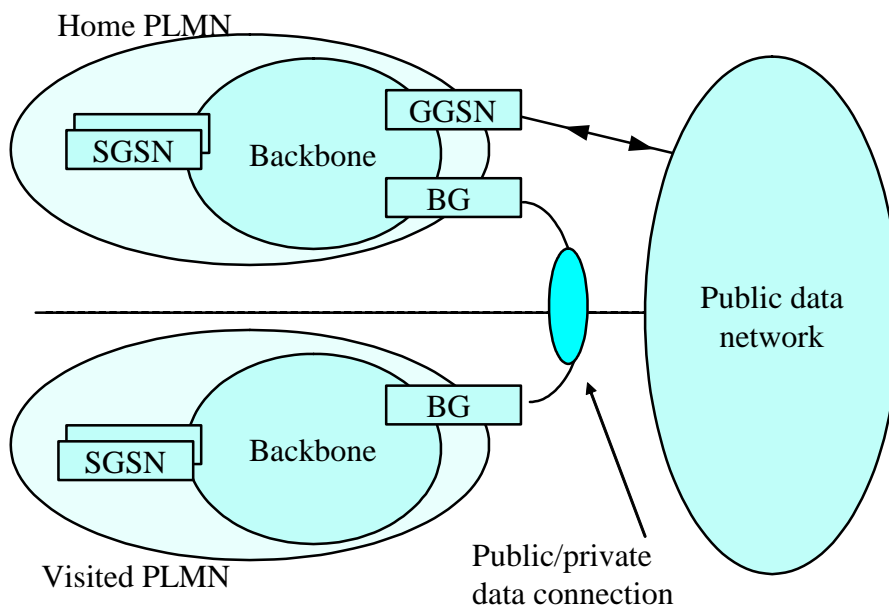 Home PLMN
GGSN
SGSN
Backbone
BG
Public data
network
BG
SGSN
Backbone
Public/private
data connection
Visited PLMN